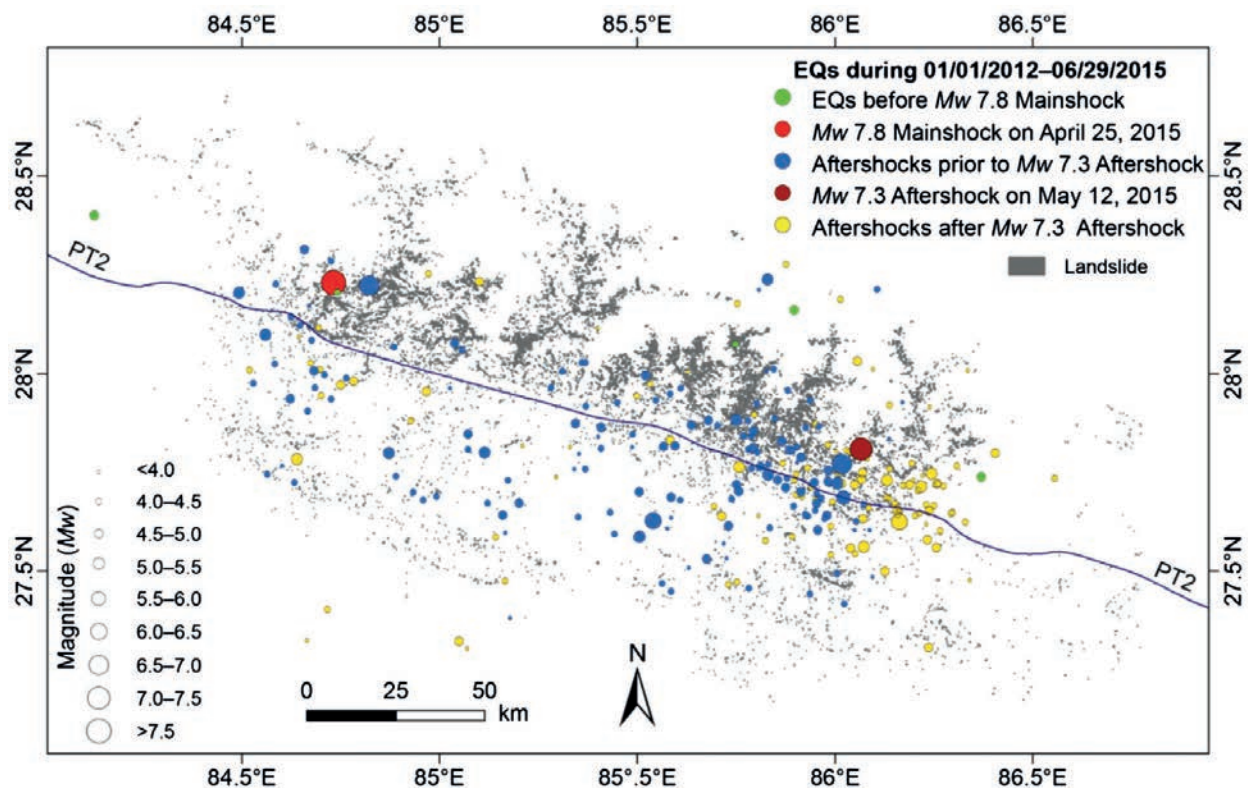 84.5°E 85°E 85.5°E 86°E 86.5°E
EQs during 01/01/2012–06/29/2015
EQs before Mw 7.8 Mainshock
Mw 7.8 Mainshock on April 25, 2015
Aftershocks prior to Mw 7.3 Aftershock
Mw 7.3 Aftershock on May 12, 2015
Aftershocks after Mw 7.3 Aftershock
Landslide
28.5°N
28.5°N
PT2
28°N
28°N
27.5°N
27.5°N
PT2
Magnitude (Mw)
<4.0
4.0–4.5
4.5–5.0
5.0–5.5
5.5–6.0
6.0–6.5
6.5–7.0
7.0–7.5
>7.5
0 25 50
km
N
84.5°E 85°E 85.5°E 86°E 86.5°E